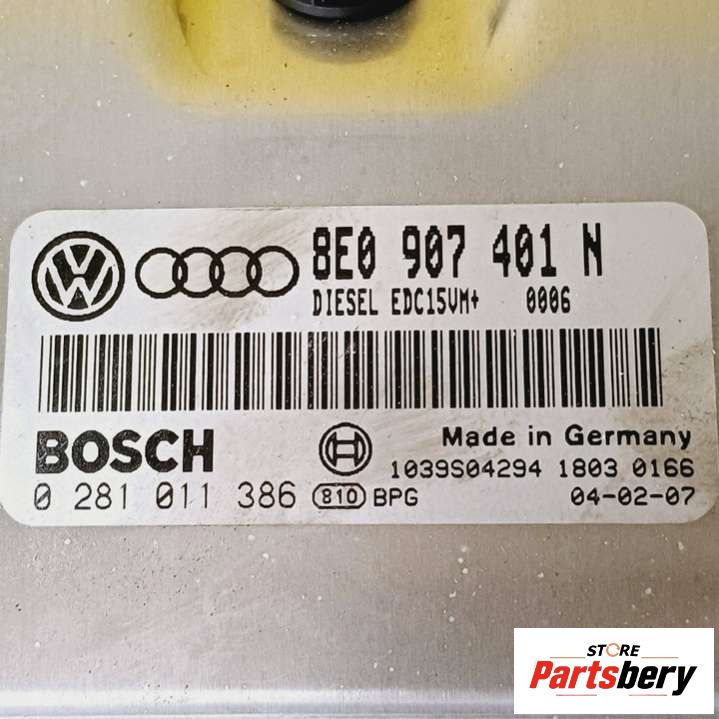 8E0 907 401 N
DIESEL EDC15VM+ 0006
BOSCH
Made in Germany
1039S04294 1803 0166
0 281 011 386 810 BPG 04-02-07
STORE
Partsbery